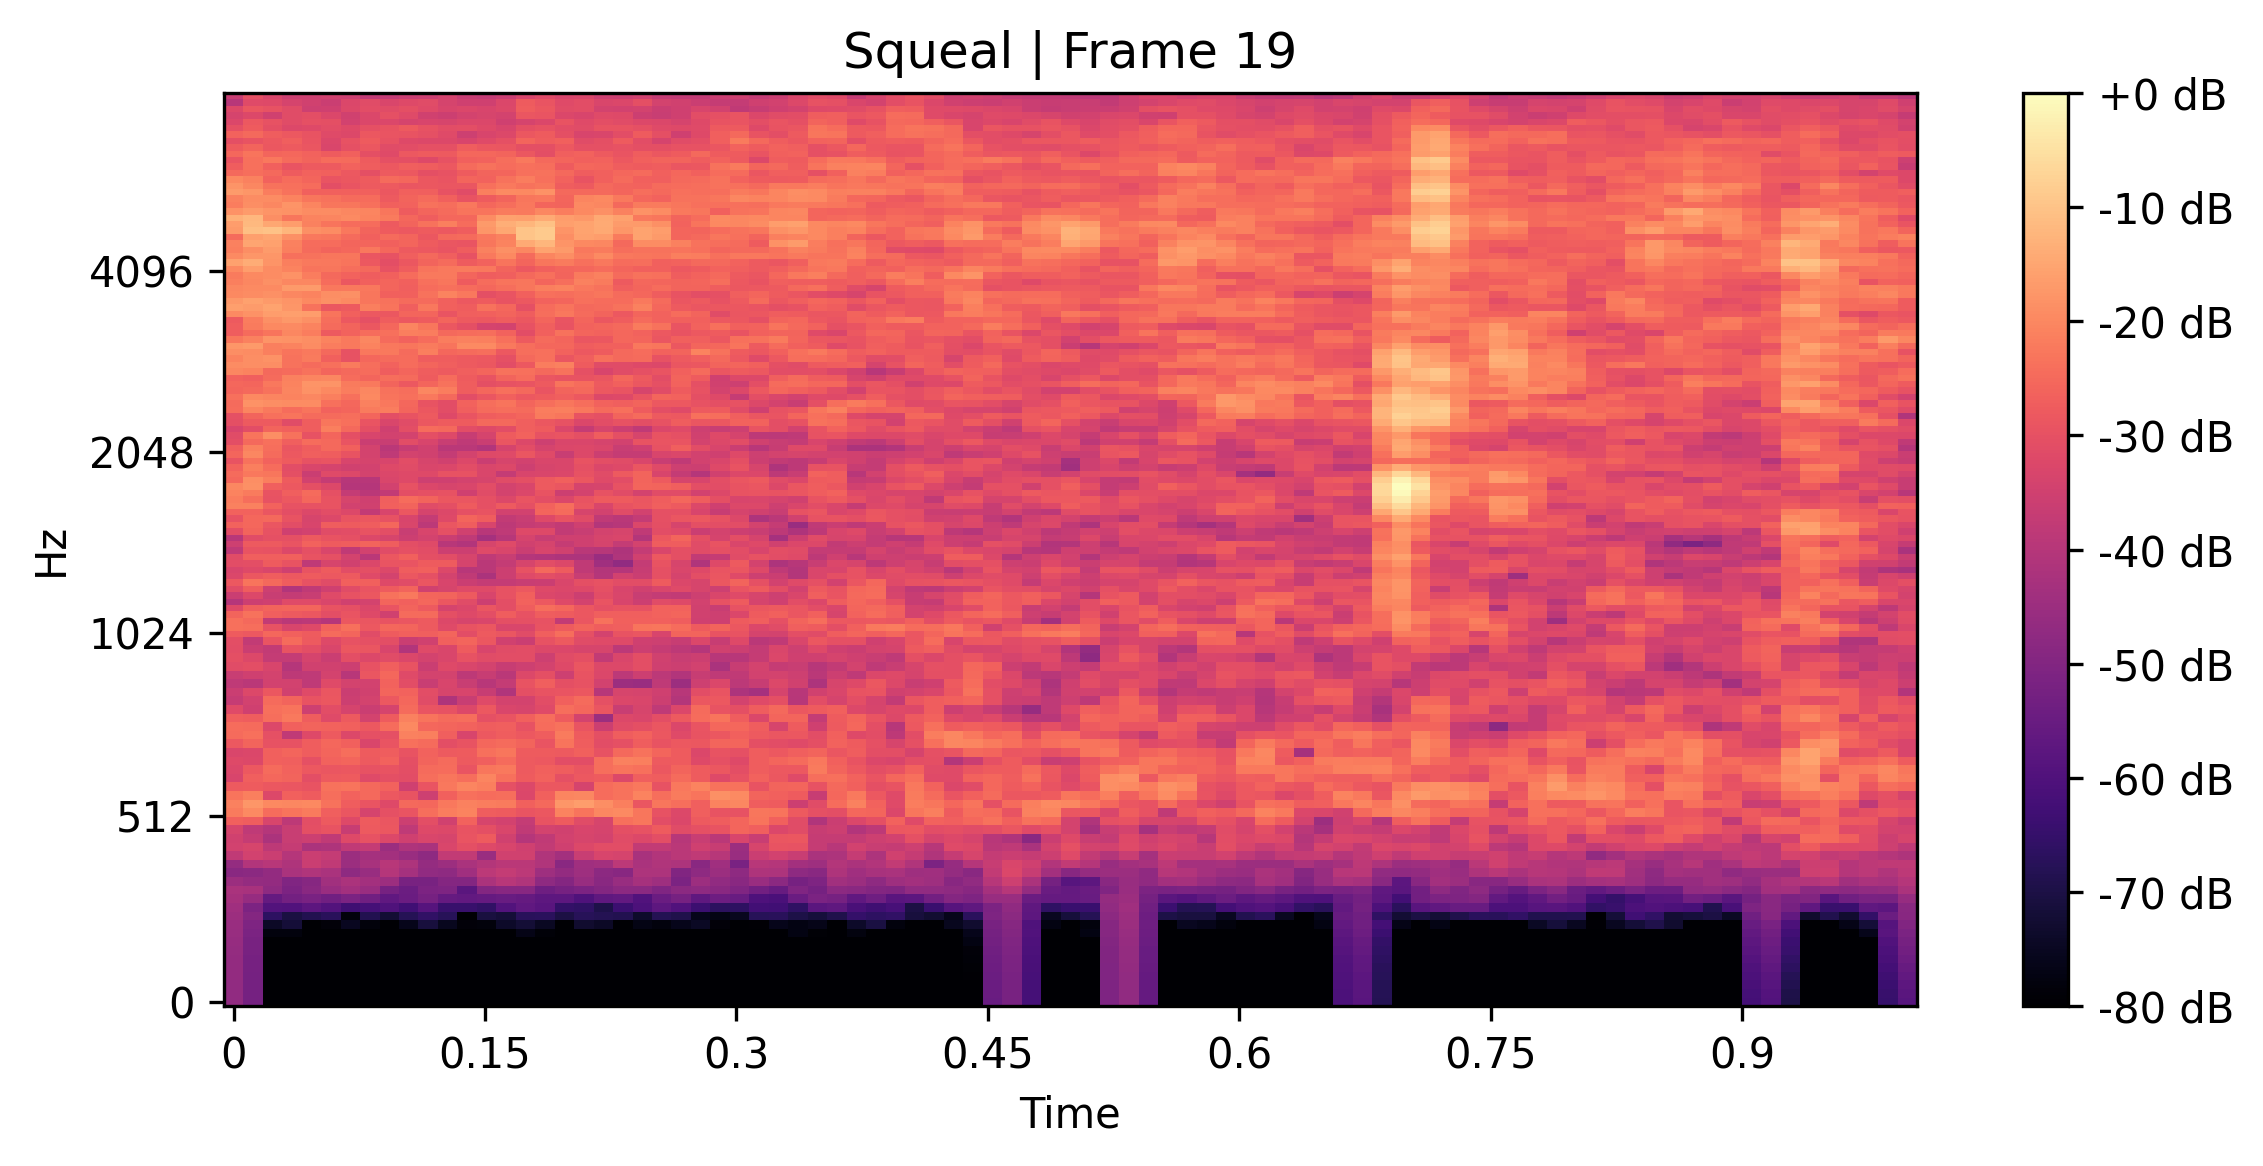 Squeal | Frame 19
Hz
4096
2048
1024
512
0
0 0.15 0.3 0.45 0.6 0.75 0.9
Time
+0 dB
-10 dB
-20 dB
-30 dB
-40 dB
-50 dB
-60 dB
-70 dB
-80 dB